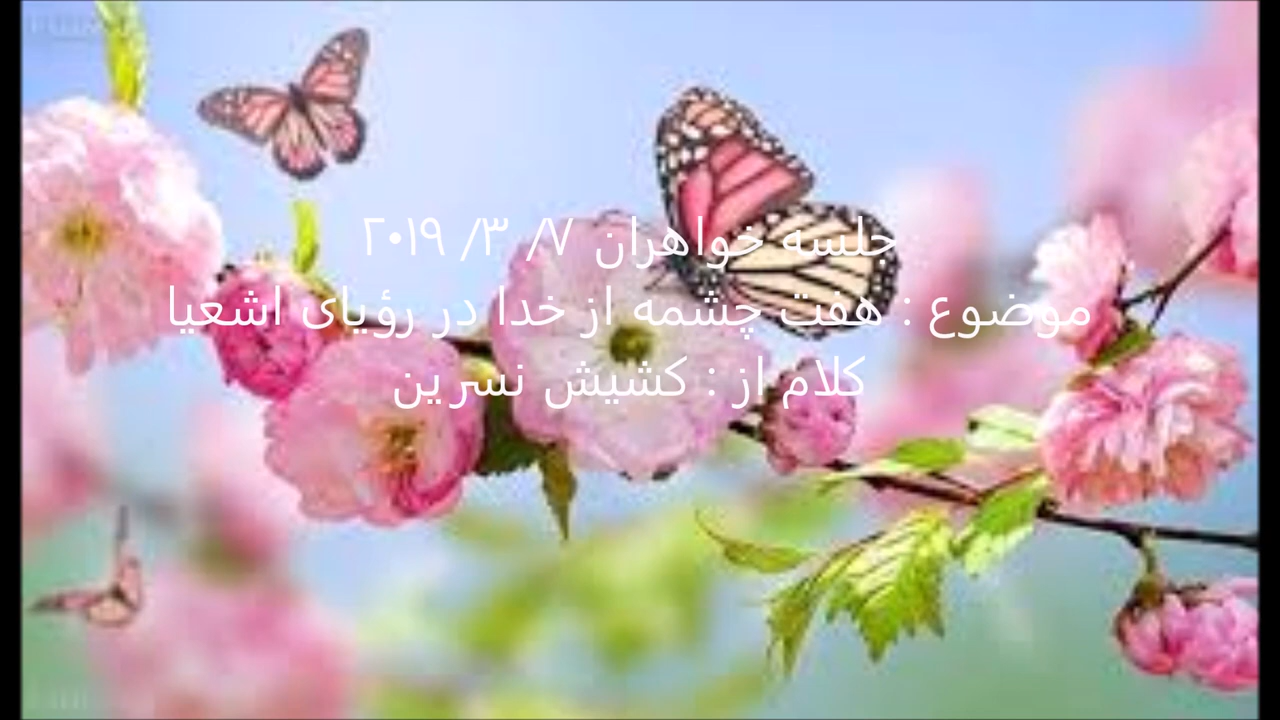 جلسه خواهران ۷/ ۳/ ۲۰۱۹
موضوع : هفت چشمه از خدا در رؤیای اشعیا
کلام از : کشیش نسرین